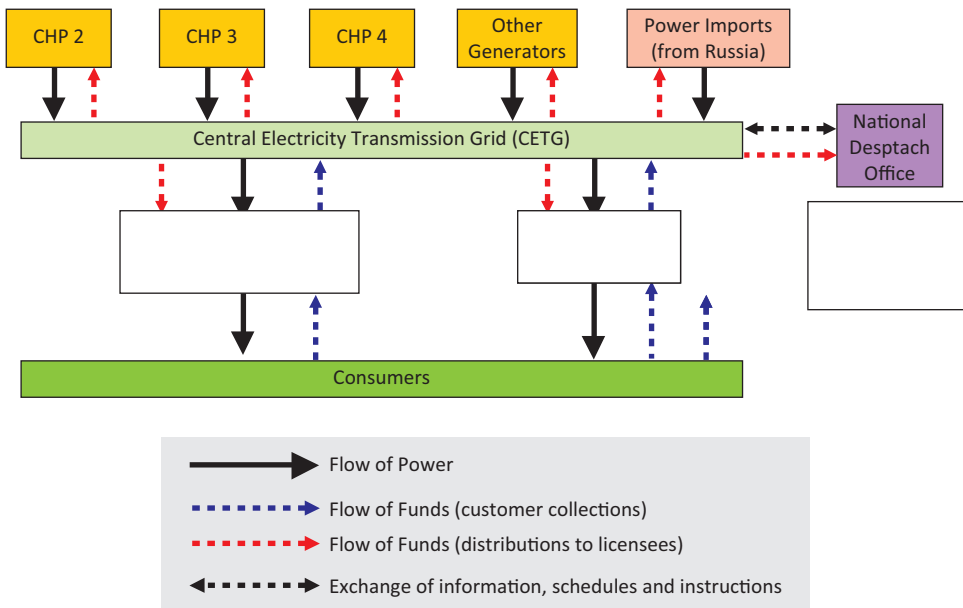 CHP 2
CHP 3
CHP 4
Other
Generators
Power Imports
(from Russia)
Central Electricity Transmission Grid (CETG)
National
Desptach
Office
Consumers
Flow of Power
Flow of Funds (customer collections)
Flow of Funds (distributions to licensees)
Exchange of information, schedules and instructions